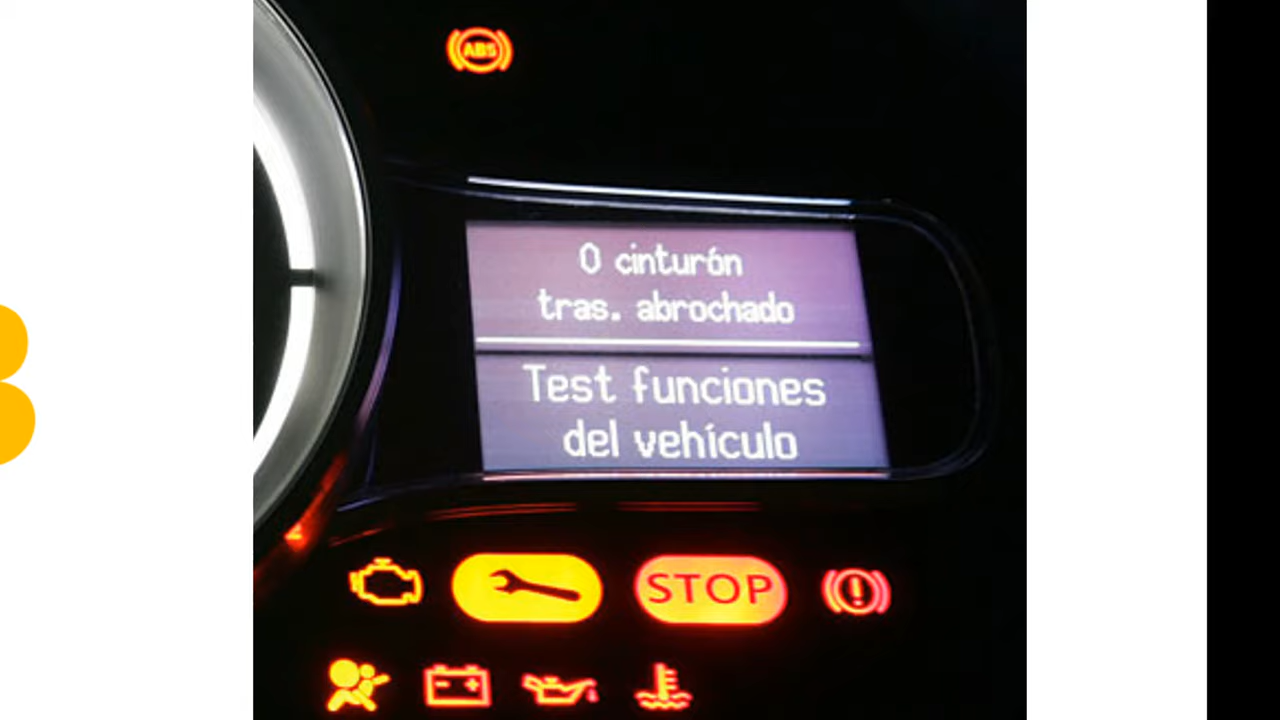 ABS
0 cinturón
tras. abrochado
Test funciones
del vehículo
STOP